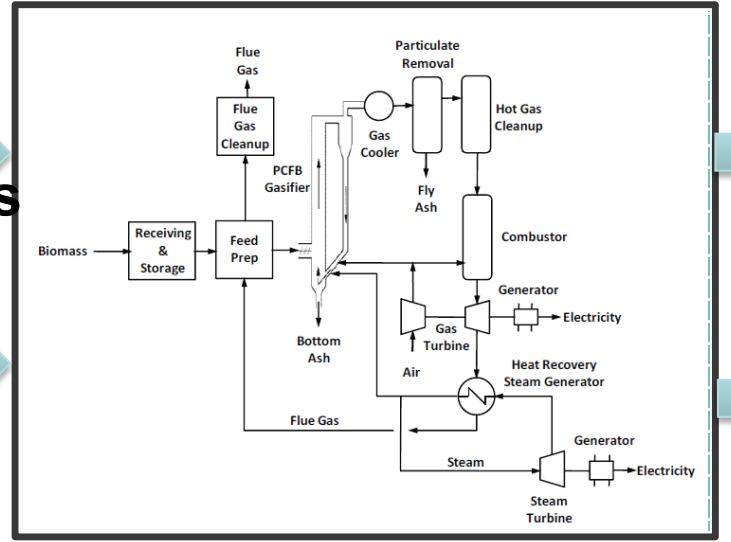 Flue
Gas
Flue
Gas
Cleanup
Particulate
Removal
Hot Gas
Cleanup
Gas
Cooler
PCFB
Gasifier
Fly
Ash
s
Biomass
Receiving
&
Storage
Feed
Prep
Combustor
Generator
Electricity
Gas
Turbine
Bottom
Ash
Air
Heat Recovery
Steam Generator
Flue Gas
Generator
Steam
Electricity
Steam
Turbine